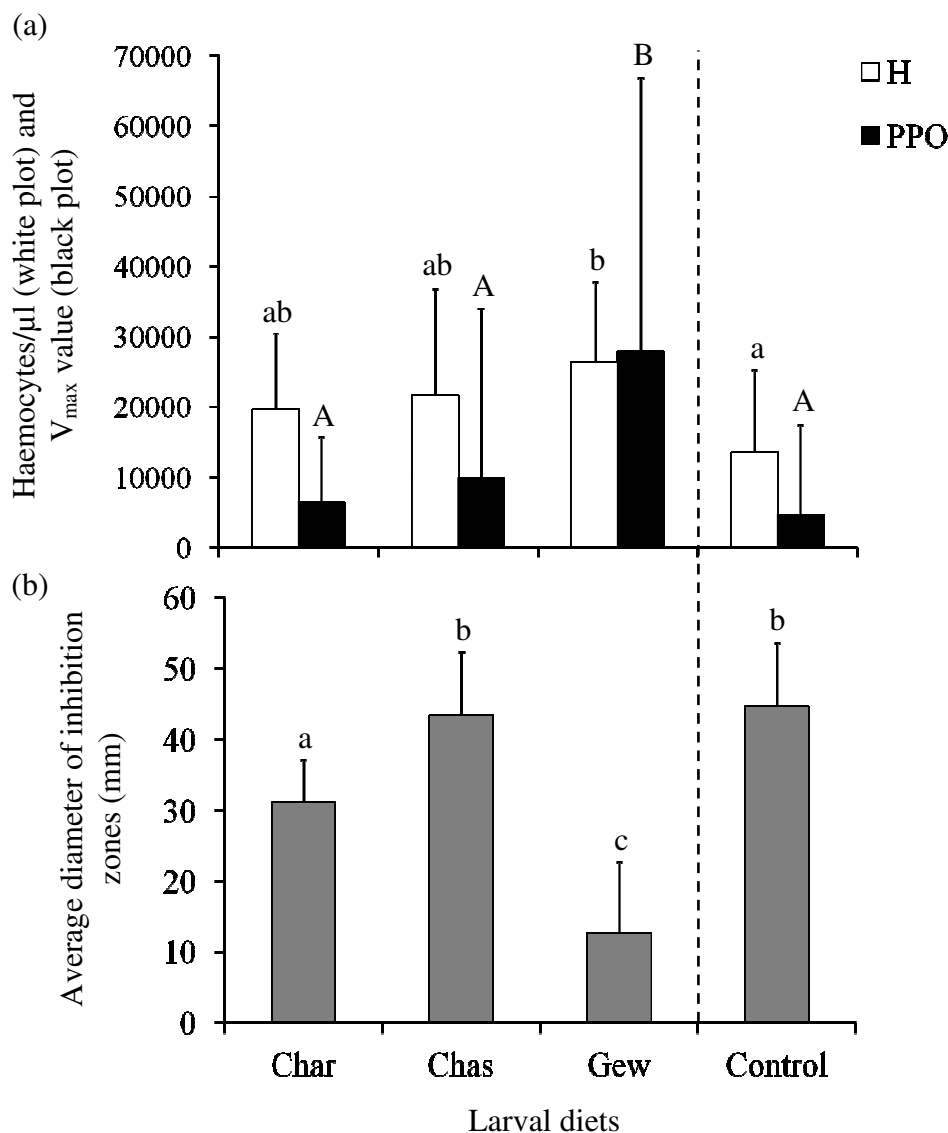 (a)
Haemocytes/µl (white plot) and
Vmax value (black plot)
70000
60000
50000
40000
30000
20000
10000
0
ab
A
ab
A
b
B
a
A
H
PPO
(b)
Average diameter of inhibition
zones (mm)
60
50
40
30
20
10
0
a
b
c
b
Char Chas Gew Control
Larval diets